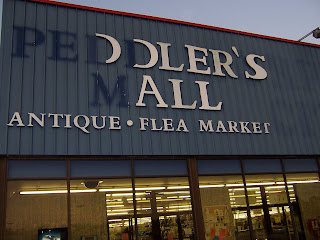 PEDDLER'S
MALL
ANTIQUE • FLEA MARKET